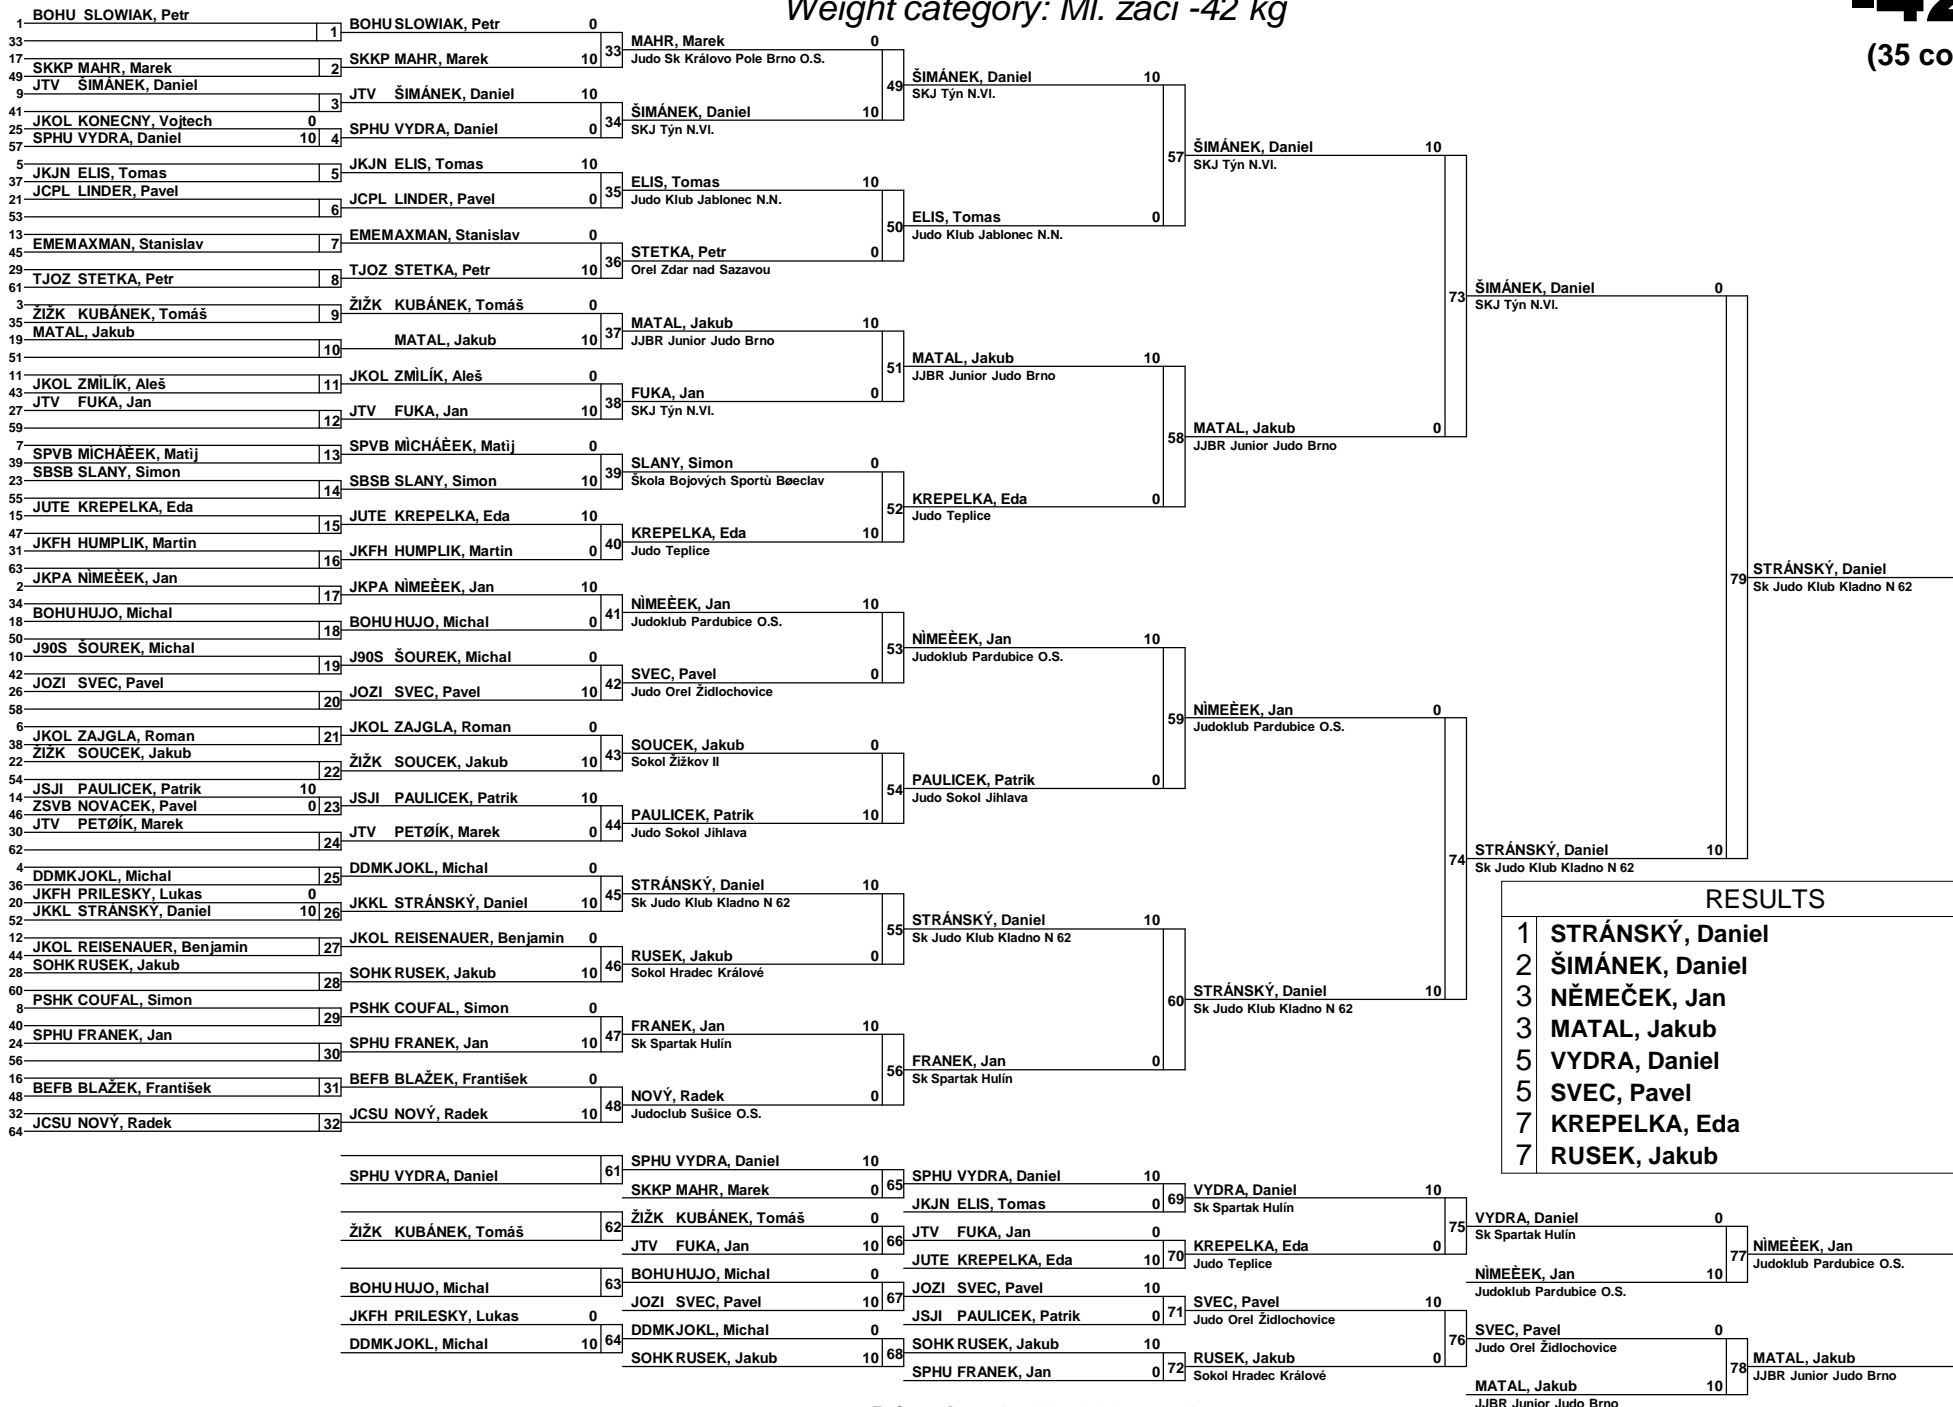 Weight category: Ml. žáci -42 kg
-42
(35 co
1 BOHU SLOWIAK, Petr
33
1
17
49 SKKP MAHR, Marek
2
9 JTV ŠIMÁNEK, Daniel
41
3
25 JKOL KONECNY, Vojtech 0
57 SPHU VYDRA, Daniel 10
4
5
37 JKJN ELIS, Tomas
5
21 JCPL LINDER, Pavel
53
6
13
45 EMEMAXMAN, Stanislav
7
29
61 TJOZ STETKA, Petr
8
3
35 ŽIŽK KUBÁNEK, Tomáš
9
19 MATAL, Jakub
51
10
11
43 JKOL ZMÌLÍK, Aleš
11
27 JTV FUKA, Jan
59
12
7
39 SPVB MÌCHÁÈEK, Matìj
13
23 SBSB SLANY, Simon
55
14
15 JUTE KREPELKA, Eda
47
15
31 JKFH HUMPLIK, Martin
63
16
2 JKPA NÌMEÈEK, Jan
34
17
18 BOHU HUJO, Michal
50
18
10 J90S ŠOUREK, Michal
42
19
26 JOZI SVEC, Pavel
58
20
6
38 JKOL ZAJGLA, Roman
21
22 ŽIŽK SOUCEK, Jakub
54
22
14 JSJI PAULICEK, Patrik 10
46 ZSVB NOVACEK, Pavel 0
23
30 JTV PETØÍK, Marek
62
24
4
36 DDMKJOKL, Michal
25
20 JKFH PRILESKY, Lukas 0
52 JKKL STRÁNSKÝ, Daniel 10
26
12
44 JKOL REISENAUER, Benjamin
27
28 SOHK RUSEK, Jakub
60
28
8 PSHK COUFAL, Simon
40
29
24 SPHU FRANEK, Jan
56
30
16
48 BEFB BLAŽEK, František
31
32
64 JCSU NOVÝ, Radek
32
BOHU SLOWIAK, Petr 0
SKKP MAHR, Marek 10
33
JTV ŠIMÁNEK, Daniel 10
SPHU VYDRA, Daniel 0
34
JKJN ELIS, Tomas 10
JCPL LINDER, Pavel 0
35
EMEMAXMAN, Stanislav 0
TJOZ STETKA, Petr 10
36
ŽIŽK KUBÁNEK, Tomáš 0
MATAL, Jakub 10
37
JKOL ZMÌLÍK, Aleš 0
JTV FUKA, Jan 10
38
SPVB MÌCHÁÈEK, Matìj 0
SBSB SLANY, Simon 10
39
JUTE KREPELKA, Eda 10
JKFH HUMPLIK, Martin 0
40
JKPA NÌMEÈEK, Jan 10
BOHU HUJO, Michal 0
41
J90S ŠOUREK, Michal 0
JOZI SVEC, Pavel 10
42
JKOL ZAJGLA, Roman 0
ŽIŽK SOUCEK, Jakub 10
43
JSJI PAULICEK, Patrik 10
JTV PETØÍK, Marek 0
44
DDMKJOKL, Michal 0
JKKL STRÁNSKÝ, Daniel 10
45
JKOL REISENAUER, Benjamin 0
SOHK RUSEK, Jakub 10
46
PSHK COUFAL, Simon 0
SPHU FRANEK, Jan 10
47
BEFB BLAŽEK, František 0
JCSU NOVÝ, Radek 10
48
MAHR, Marek 0
Judo Sk Královo Pole Brno O.S.
49
ŠIMÁNEK, Daniel 10
SKJ Týn N.Vl.
ELIS, Tomas 10
Judo Klub Jablonec N.N.
50
STETKA, Petr 0
Orel Zdar nad Sazavou
MATAL, Jakub 10
JJBR Junior Judo Brno
51
FUKA, Jan 0
SKJ Týn N.Vl.
SLANY, Simon 0
Škola Bojových Sportù Bøeclav
52
KREPELKA, Eda 10
Judo Teplice
NÌMEÈEK, Jan 10
Judoklub Pardubice O.S.
53
SVEC, Pavel 0
Judo Orel Židlochovice
SOUCEK, Jakub 0
Sokol Žižkov II
54
PAULICEK, Patrik 10
Judo Sokol Jihlava
STRÁNSKÝ, Daniel 10
Sk Judo Klub Kladno N 62
55
RUSEK, Jakub 0
Sokol Hradec Králové
FRANEK, Jan 10
Sk Spartak Hulín
56
NOVÝ, Radek 0
Judoclub Sušice O.S.
ŠIMÁNEK, Daniel 10
SKJ Týn N.Vl.
57
ELIS, Tomas 0
Judo Klub Jablonec N.N.
MATAL, Jakub 10
JJBR Junior Judo Brno
58
KREPELKA, Eda 0
Judo Teplice
NÌMEÈEK, Jan 10
Judoklub Pardubice O.S.
59
PAULICEK, Patrik 0
Judo Sokol Jihlava
STRÁNSKÝ, Daniel 10
Sk Judo Klub Kladno N 62
60
FRANEK, Jan 0
Sk Spartak Hulín
ŠIMÁNEK, Daniel 10
SKJ Týn N.Vl.
73
MATAL, Jakub 0
JJBR Junior Judo Brno
NÌMEÈEK, Jan 0
Judoklub Pardubice O.S.
74
STRÁNSKÝ, Daniel 10
Sk Judo Klub Kladno N 62
ŠIMÁNEK, Daniel 0
SKJ Týn N.Vl.
79
STRÁNSKÝ, Daniel 10
Sk Judo Klub Kladno N 62
STRÁNSKÝ, Daniel
Sk Judo Klub Kladno N 62
RESULTS
1 STRÁNSKÝ, Daniel
2 ŠIMÁNEK, Daniel
3 NĚMEČEK, Jan
3 MATAL, Jakub
5 VYDRA, Daniel
5 SVEC, Pavel
7 KREPELKA, Eda
7 RUSEK, Jakub
SPHU VYDRA, Daniel
61
ŽIŽK KUBÁNEK, Tomáš
62
BOHU HUJO, Michal
63
JKFH PRILESKY, Lukas 0
DDMKJOKL, Michal 10
64
SPHU VYDRA, Daniel 10
SKKP MAHR, Marek 0
65
ŽIŽK KUBÁNEK, Tomáš 0
JTV FUKA, Jan 10
66
BOHU HUJO, Michal 0
JOZI SVEC, Pavel 10
67
DDMKJOKL, Michal 0
SOHK RUSEK, Jakub 10
68
SPHU VYDRA, Daniel 10
JKJN ELIS, Tomas 0
69
JTV FUKA, Jan 0
JUTE KREPELKA, Eda 10
70
JOZI SVEC, Pavel 10
JSJI PAULICEK, Patrik 0
71
SOHK RUSEK, Jakub 10
SPHU FRANEK, Jan 0
72
VYDRA, Daniel 10
Sk Spartak Hulín
75
KREPELKA, Eda 0
Judo Teplice
SVEC, Pavel 10
Judo Orel Židlochovice
76
RUSEK, Jakub 0
Sokol Hradec Králové
VYDRA, Daniel 0
Sk Spartak Hulín
77
NÌMEÈEK, Jan 10
Judoklub Pardubice O.S.
SVEC, Pavel 0
Judo Orel Židlochovice
78
MATAL, Jakub 10
JJBR Junior Judo Brno
NÌMEÈEK, Jan
Judoklub Pardubice O.S.
MATAL, Jakub
JJBR Junior Judo Brno